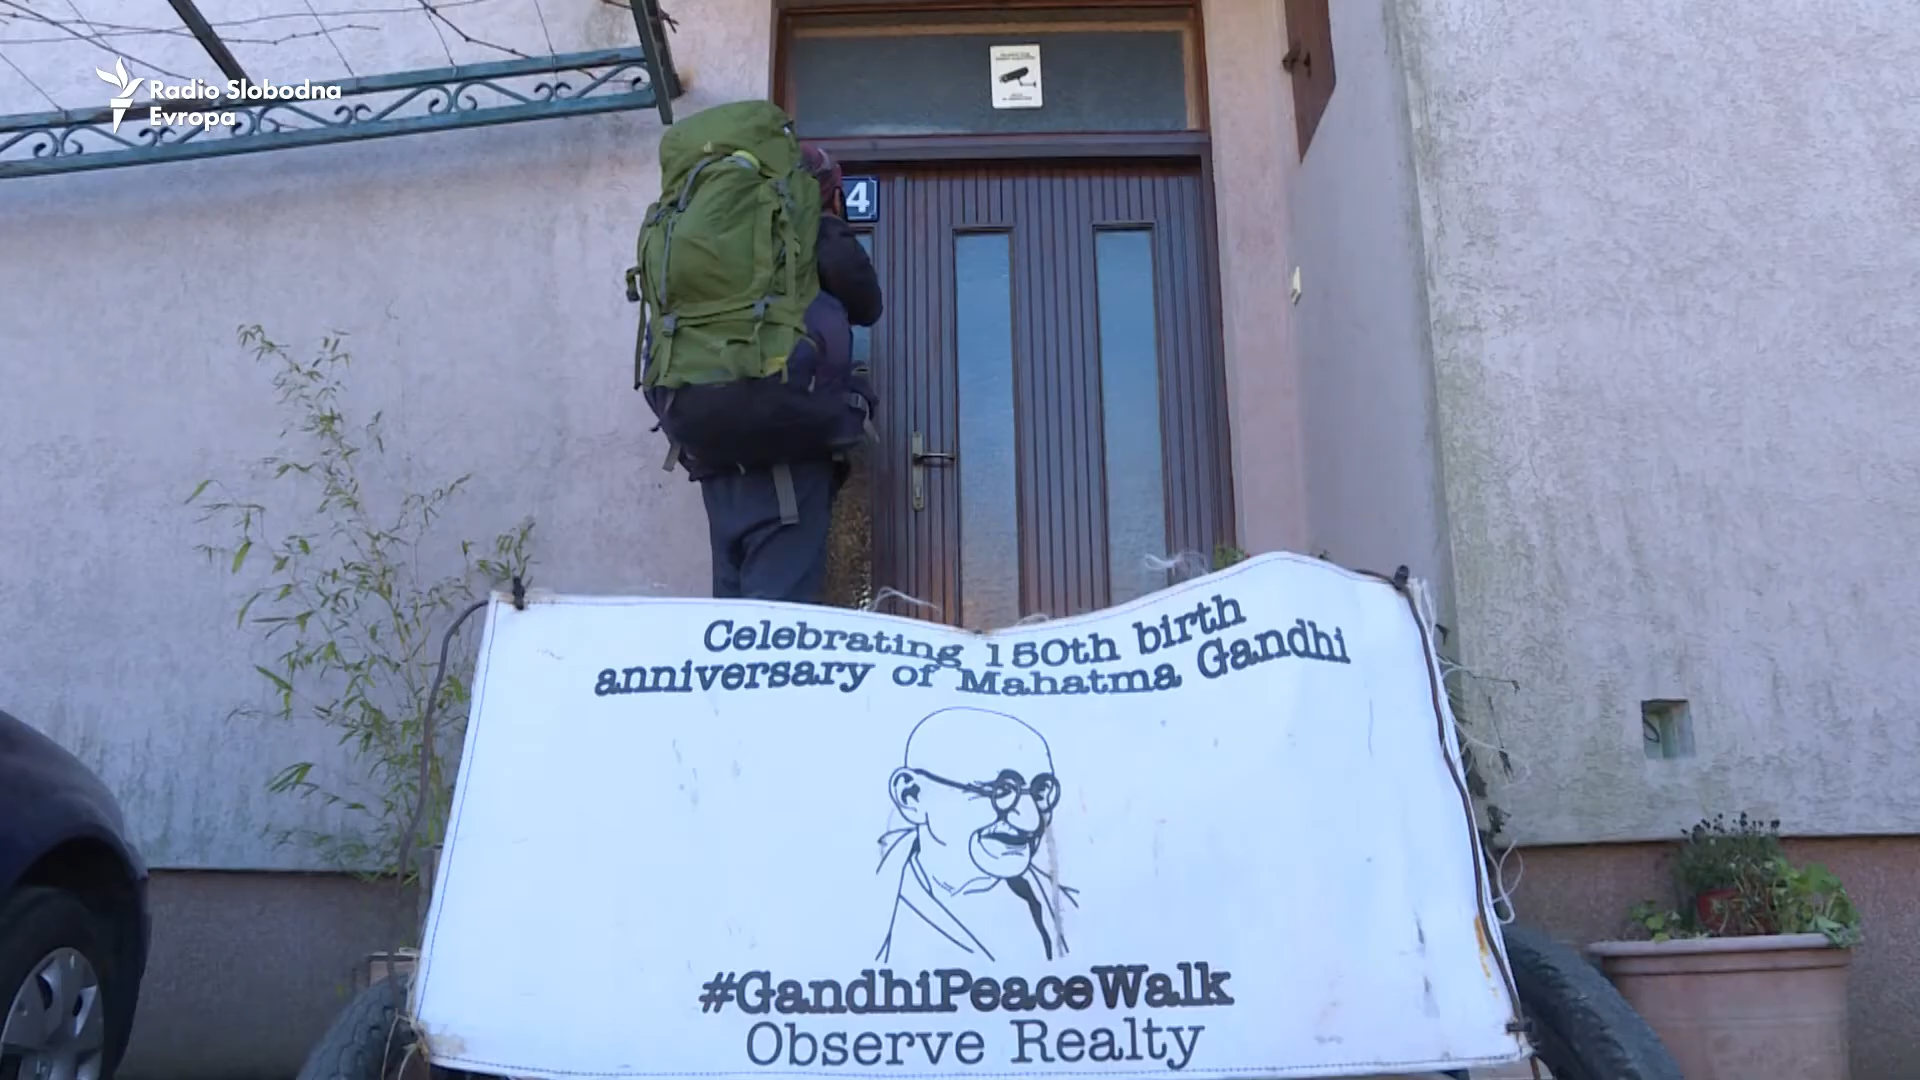 Radio Slobodna
Evropa
4
Celebrating 150th birth
anniversary of Mahatma Gandhi
#GandhiPeaceWalk
Observe Realty